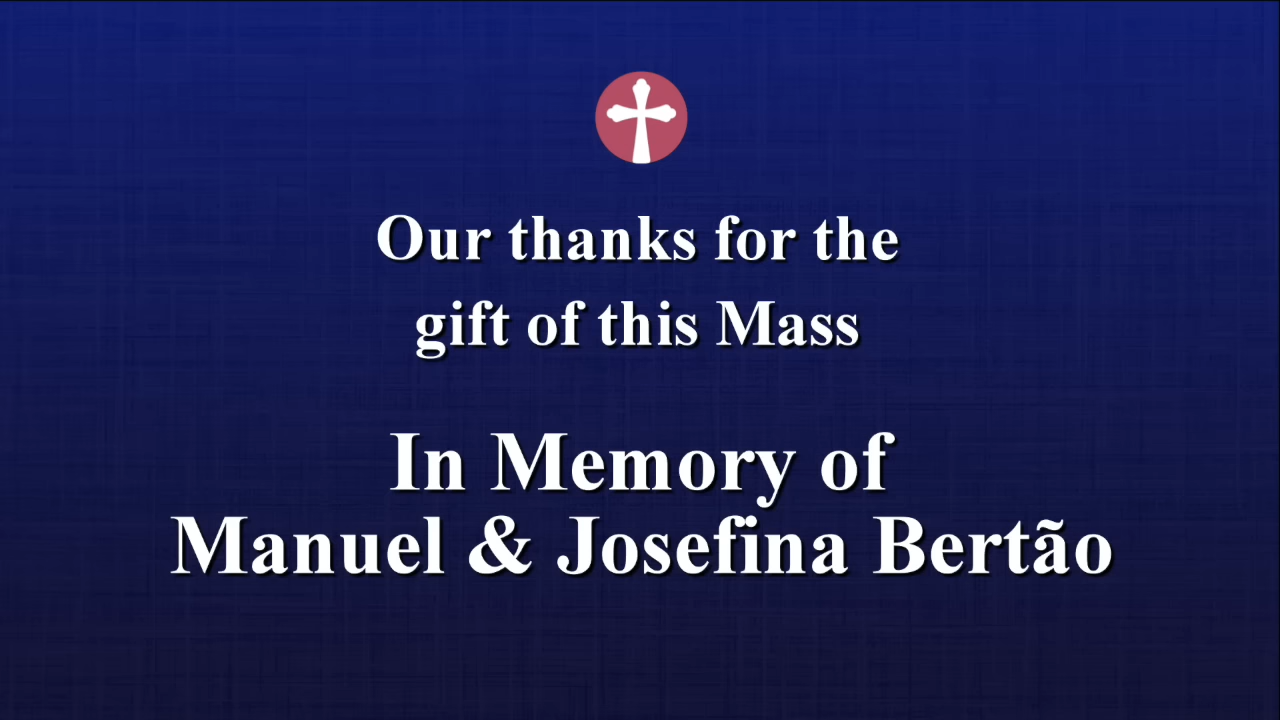 Our thanks for the
gift of this Mass
In Memory of
Manuel & Josefina Bertão